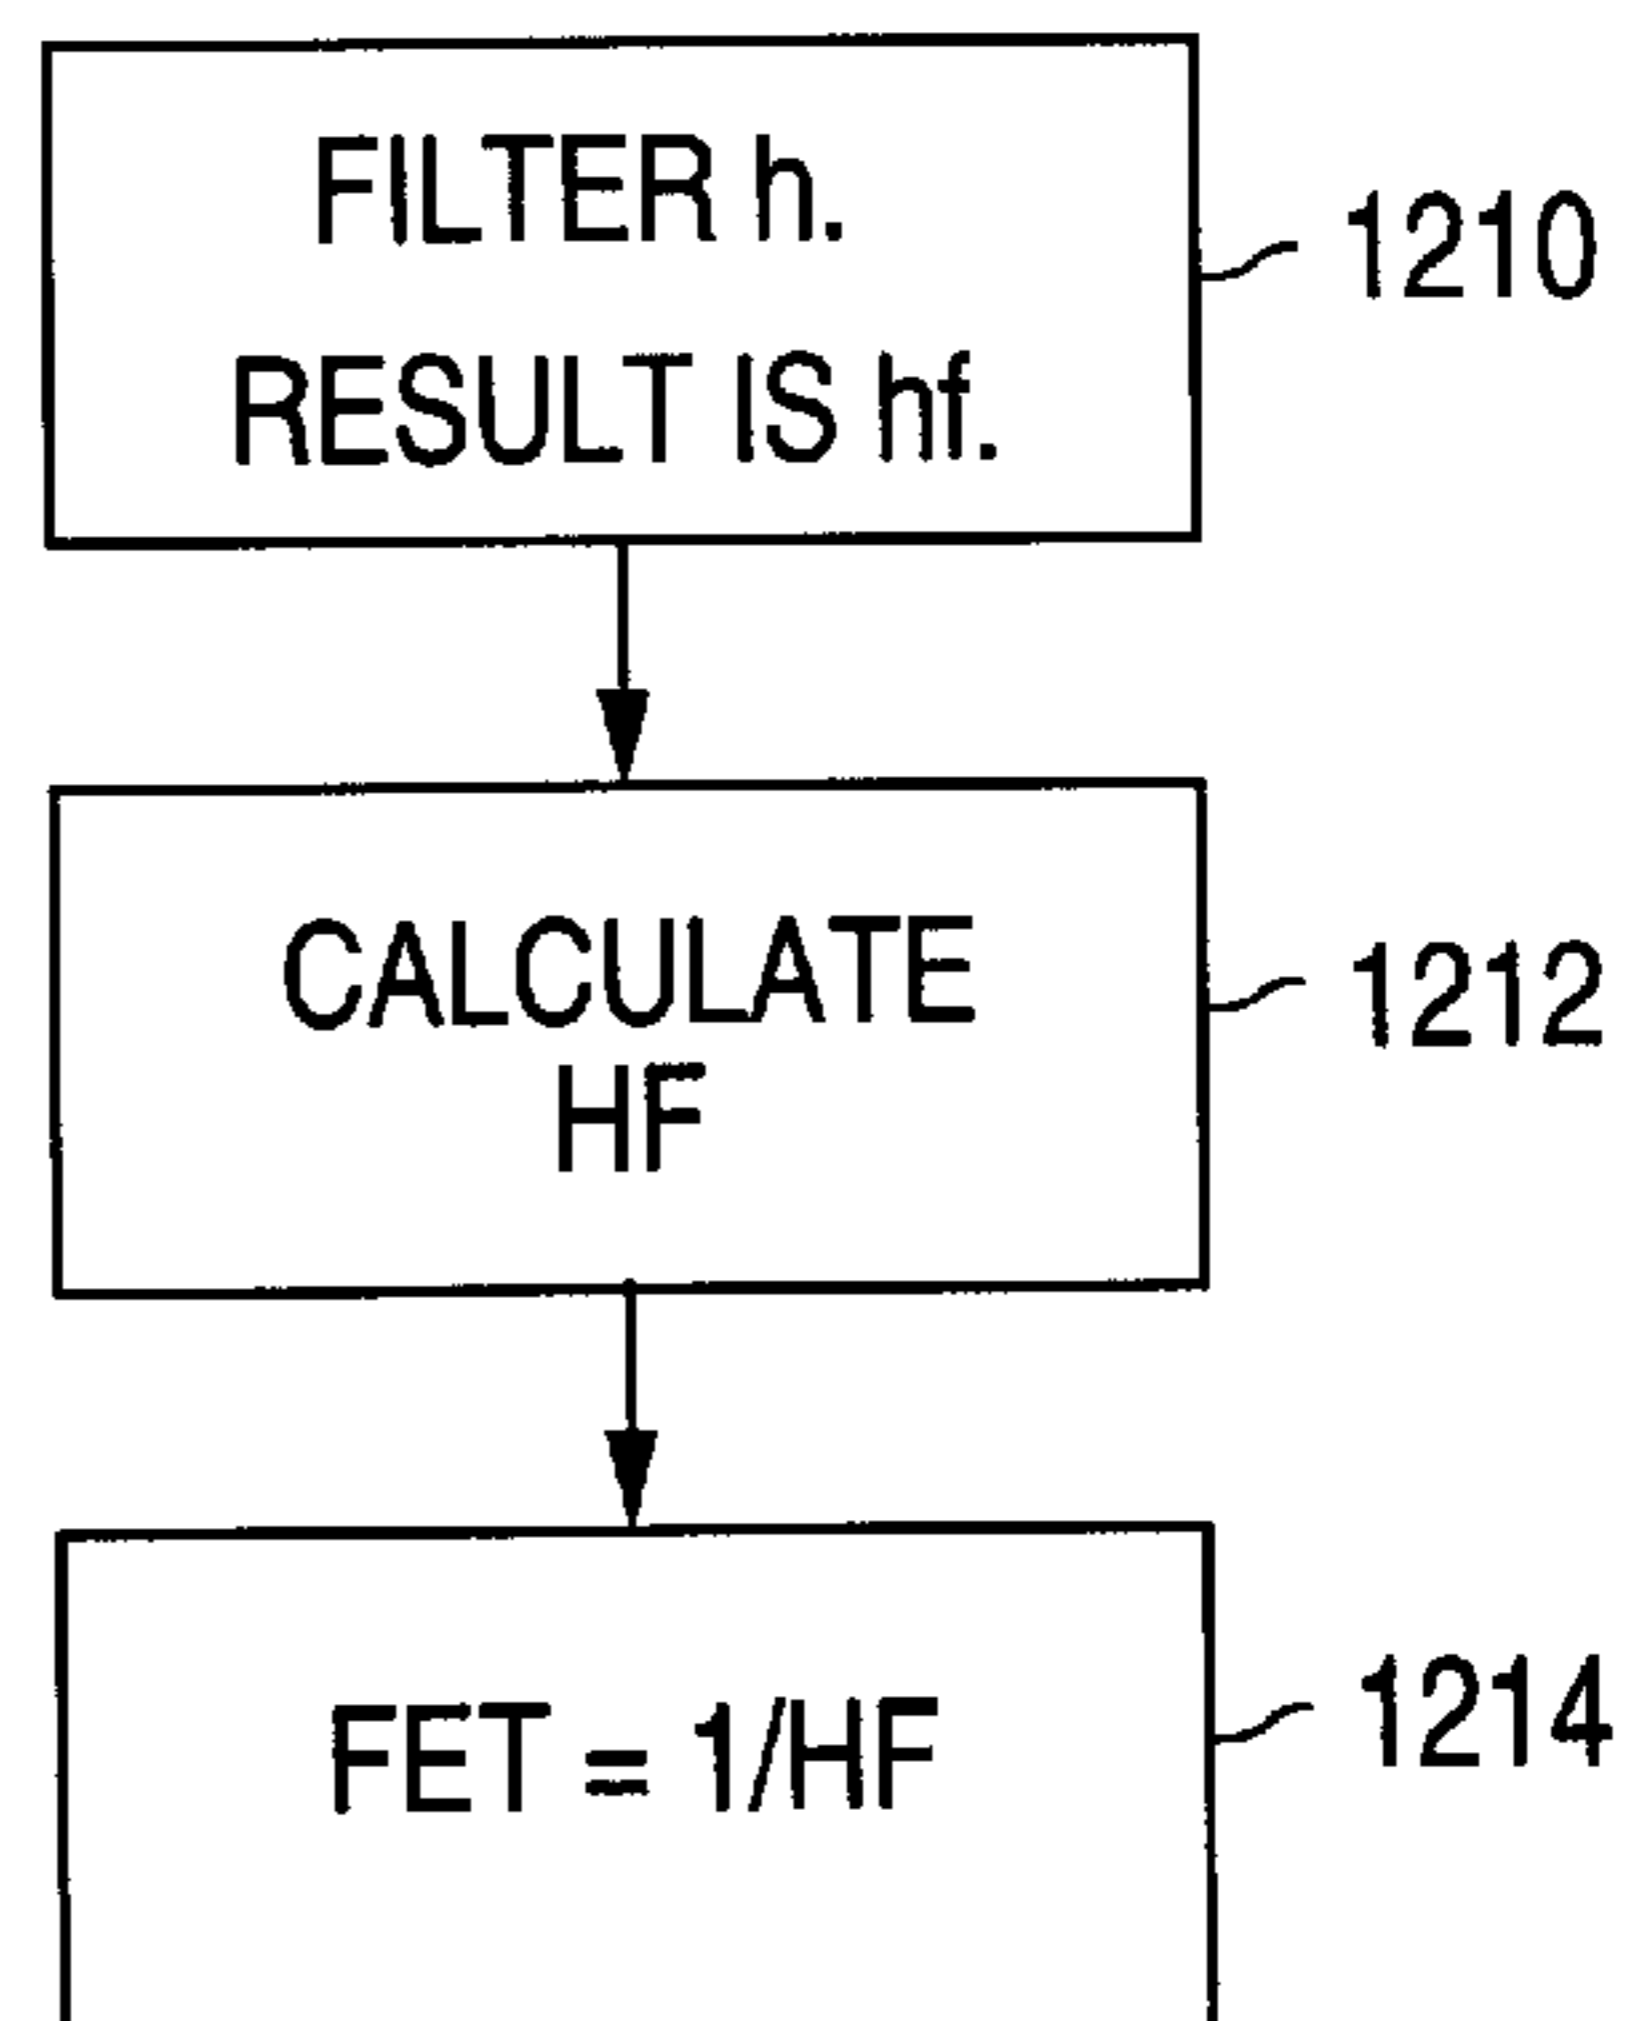 FILTER h.
RESULT IS hf.
1210
CALCULATE
HF
1212
FET = 1/HF
1214